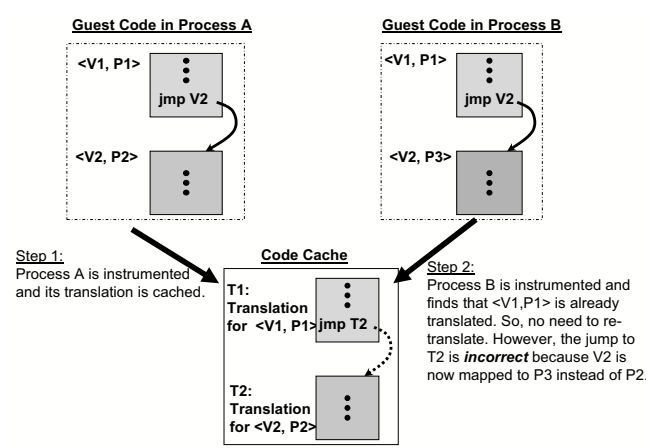 Guest Code in Process A
<V1, P1>
jmp V2
<V2, P2>
Guest Code in Process B
<V1, P1>
jmp V2
<V2, P3>
Step 1:
Process A is instrumented
and its translation is cached.
Code Cache
T1:
Translation
for <V1, P1>
jmp T2
T2:
Translation
for <V2, P2>
Step 2:
Process B is instrumented and
finds that <V1,P1> is already
translated. So, no need to re-
translate. However, the jump to
T2 is incorrect because V2 is
now mapped to P3 instead of P2.